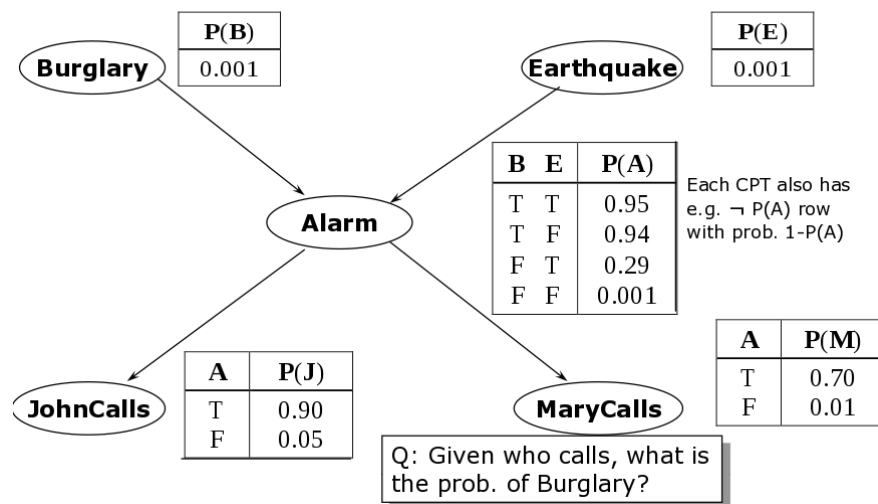 P(B)
0.001
Burglary
P(E)
0.001
Earthquake
B E P(A)
T T 0.95
T F 0.94
F T 0.29
F F 0.001
Each CPT also has
e.g. ¬ P(A) row
with prob. 1-P(A)
Alarm
A P(J)
T 0.90
F 0.05
JohnCalls
A P(M)
T 0.70
F 0.01
MaryCalls
Q: Given who calls, what is
the prob. of Burglary?